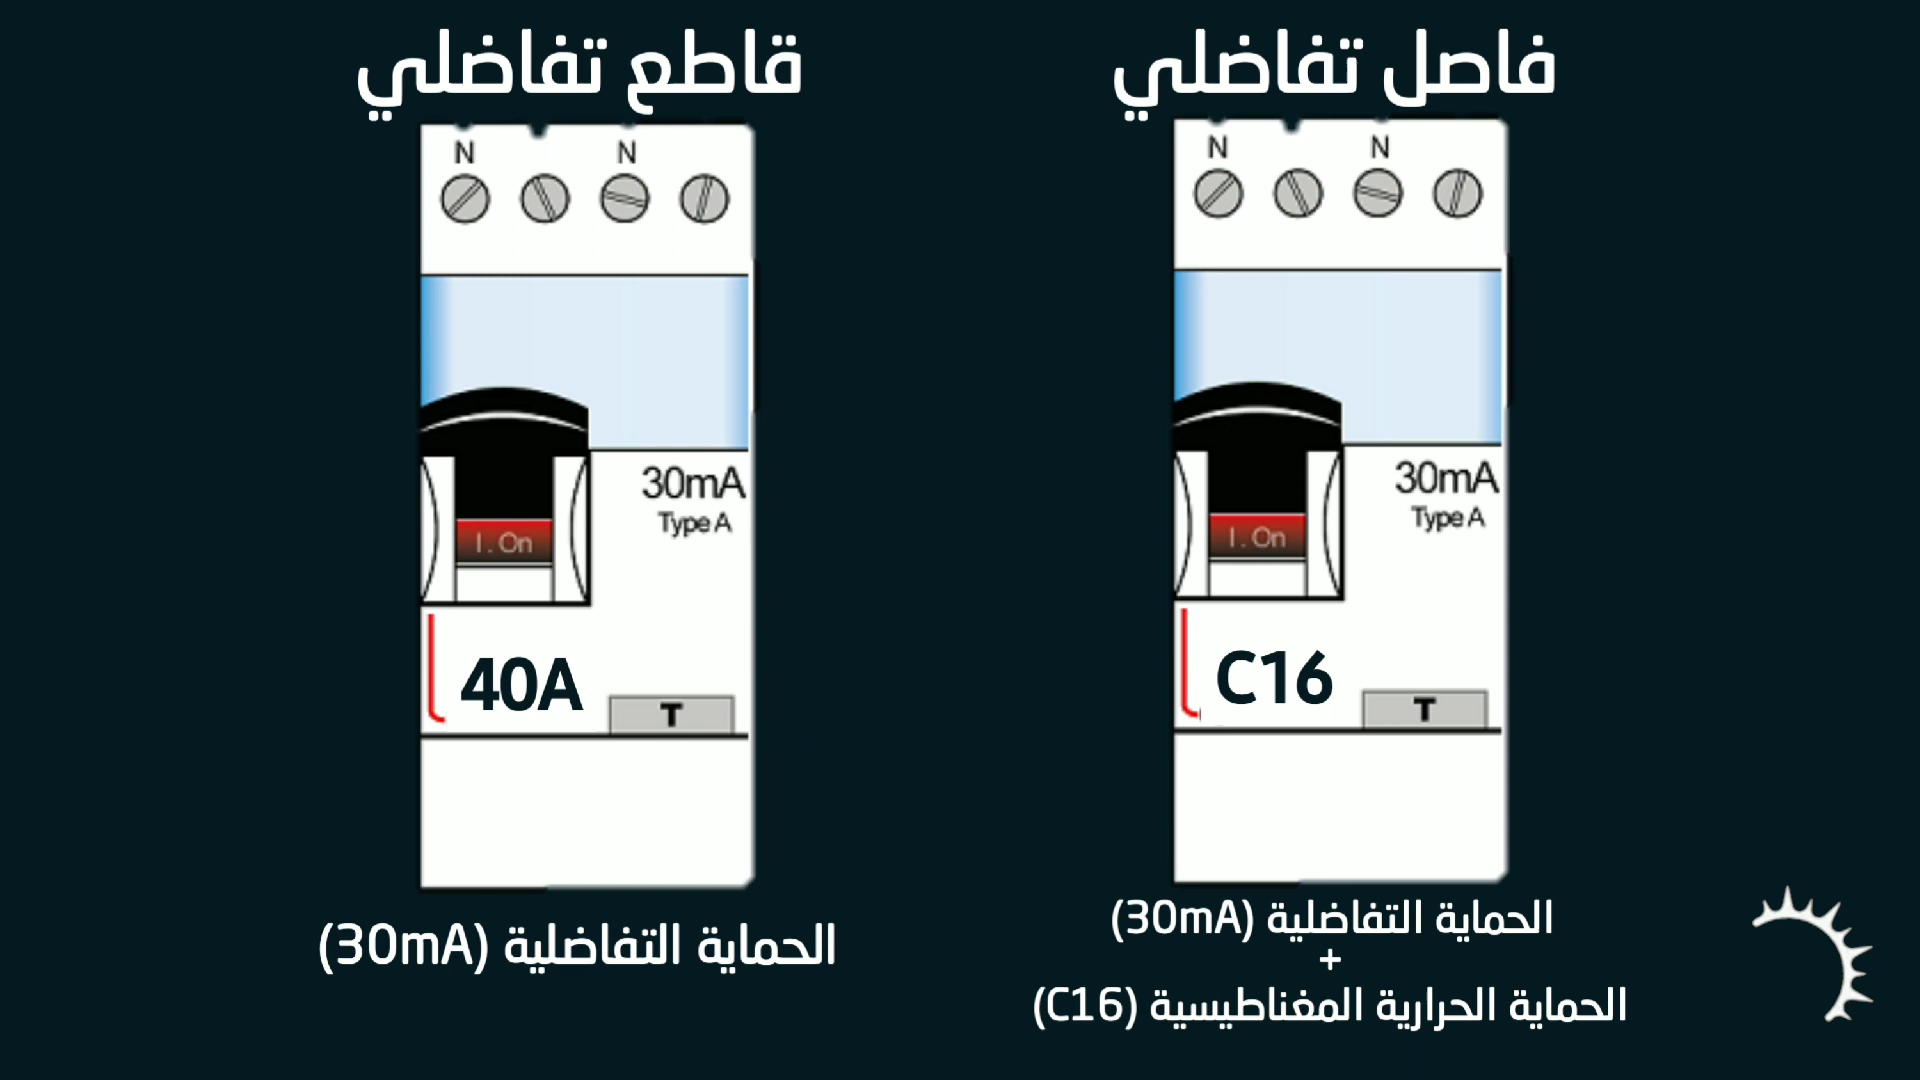 فاصل تفاضلي
N N
30mA
Type A
I . On
C16
T
الحماية التفاضلية (30mA)
+
الحماية الحرارية المغناطيسية (C16)
قاطع تفاضلي
N N
30mA
Type A
I . On
40A
T
الحماية التفاضلية (30mA)